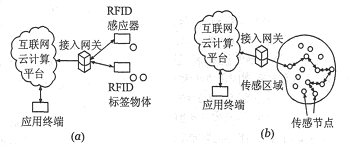 RFID
感应器
互联网
云计算
平台
接入网关
RFID
标签物体
应用终端
(a)
互联网
云计算
平台
接入网关
传感区域
应用终端
传感节点
(b)